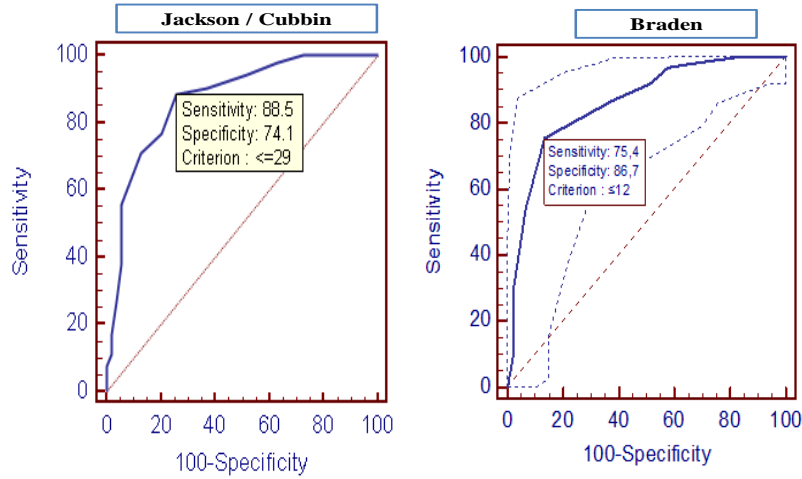 Jackson / Cubbin
100
80
60
40
20
0
Sensitivity
Sensitivity: 88.5
Specificity: 74.1
Criterion : <=29
0 20 40 60 80 100
100-Specificity
Braden
100
80
60
40
20
0
Sensitivity
Sensitivity: 75,4
Specificity: 86,7
Criterion : ≤12
0 20 40 60 80 100
100-Specificity